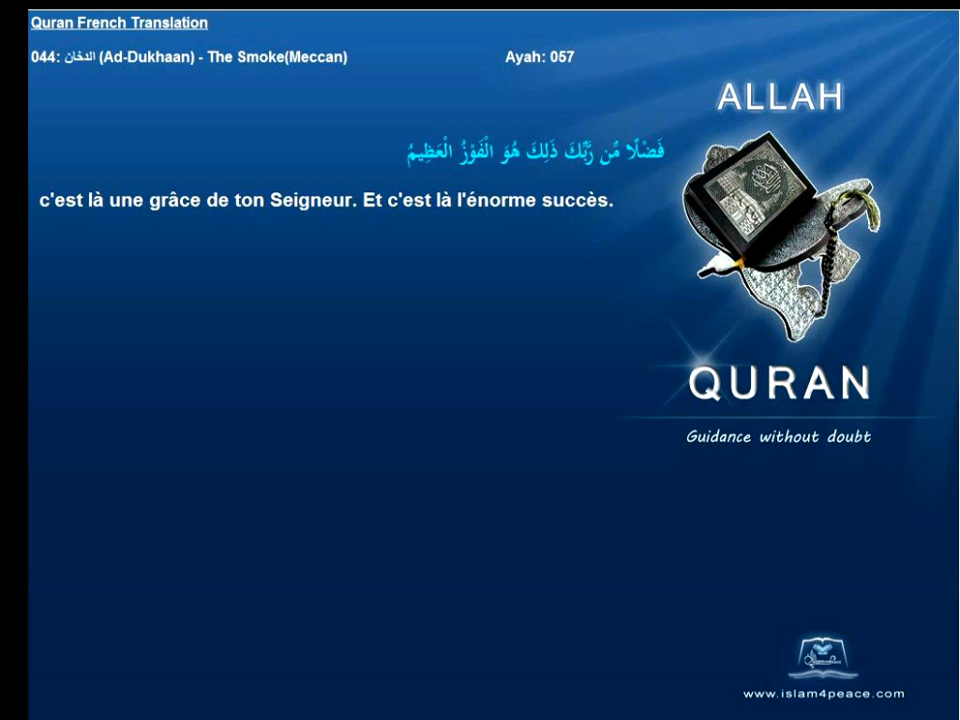 Quran French Translation
044: الدخان (Ad-Dukhaan) - The Smoke(Meccan) Ayah: 057
ALLAH
فَضْلًا مِّن رَّبِّكَ ذَلِكَ هُوَ الْفَوْزُ الْعَظِيمُ
c'est là une grâce de ton Seigneur. Et c'est là l'énorme succès.
QURAN
Guidance without doubt
www.islam4peace.com